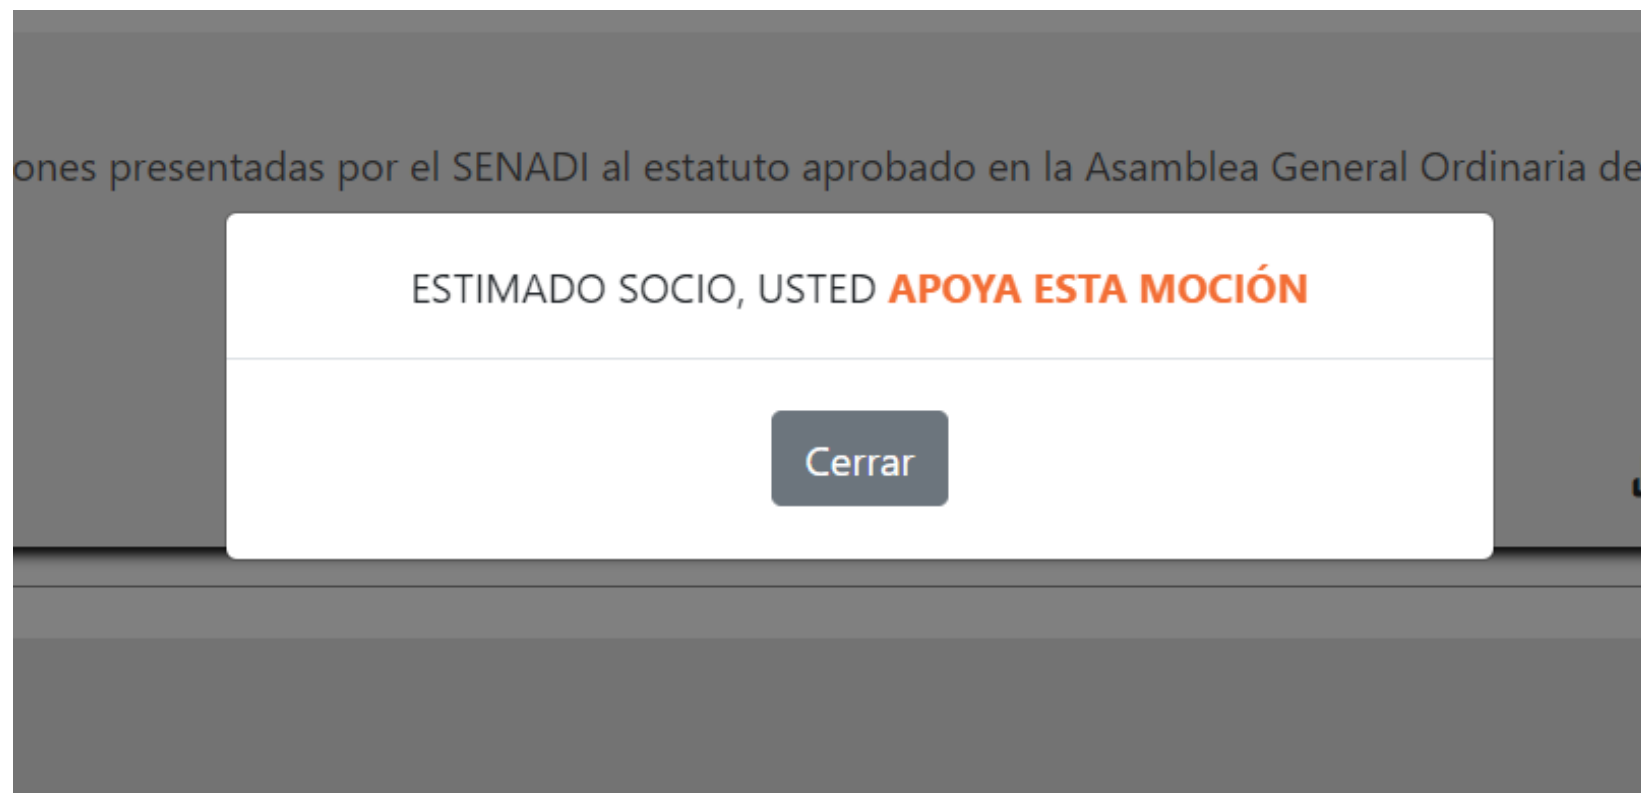 ones presentadas por el SENADI al estatuto aprobado en la Asamblea General Ordinaria de
ESTIMADO SOCIO, USTED APOYA ESTA MOCIÓN
Cerrar